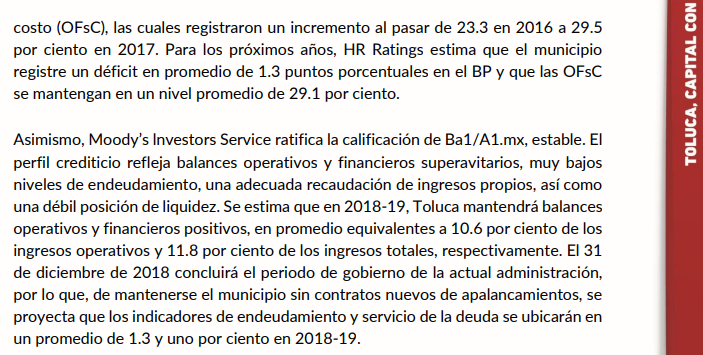 costo (OFsC), las cuales registraron un incremento al pasar de 23.3 en 2016 a 29.5
por ciento en 2017. Para los próximos años, HR Ratings estima que el municipio
registre un déficit en promedio de 1.3 puntos porcentuales en el BP y que las OFsC
se mantengan en un nivel promedio de 29.1 por ciento.
Asimismo, Moody’s Investors Service ratifica la calificación de Ba1/A1.mx, estable. El
perfil crediticio refleja balances operativos y financieros superavitarios, muy bajos
niveles de endeudamiento, una adecuada recaudación de ingresos propios, así como
una débil posición de liquidez. Se estima que en 2018-19, Toluca mantendrá balances
operativos y financieros positivos, en promedio equivalentes a 10.6 por ciento de los
ingresos operativos y 11.8 por ciento de los ingresos totales, respectivamente. El 31
de diciembre de 2018 concluirá el periodo de gobierno de la actual administración,
por lo que, de mantenerse el municipio sin contratos nuevos de apalancamientos, se
proyecta que los indicadores de endeudamiento y servicio de la deuda se ubicarán en
un promedio de 1.3 y uno por ciento en 2018-19.
TOLUCA, CAPITAL CON